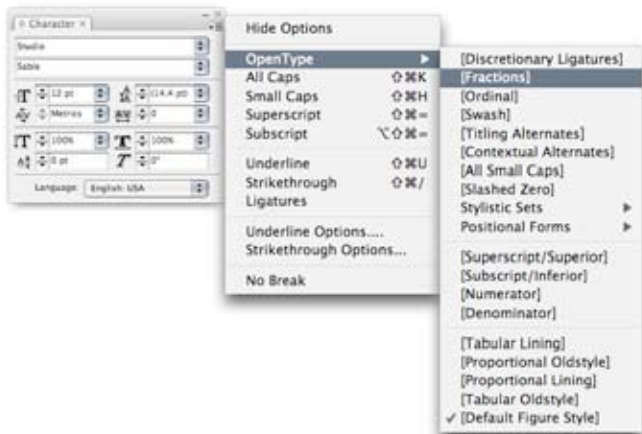 Character ×
Studio
Sable
12 pt
(14.4 pt)
Metrics
0
100%
100%
0 pt
0°
Language: English: USA
Hide Options
OpenType
All Caps ⇧⌘K
Small Caps ⇧⌘H
Superscript ⇧⌘=
Subscript ⌥⇧⌘=
Underline ⇧⌘U
Strikethrough ⇧⌘/
Ligatures
Underline Options....
Strikethrough Options...
No Break
[Discretionary Ligatures]
[Fractions]
[Ordinal]
[Swash]
[Titling Alternates]
[Contextual Alternates]
[All Small Caps]
[Slashed Zero]
Stylistic Sets
Positional Forms
[Superscript/Superior]
[Subscript/Inferior]
[Numerator]
[Denominator]
[Tabular Lining]
[Proportional Oldstyle]
[Proportional Lining]
[Tabular Oldstyle]
✓ [Default Figure Style]